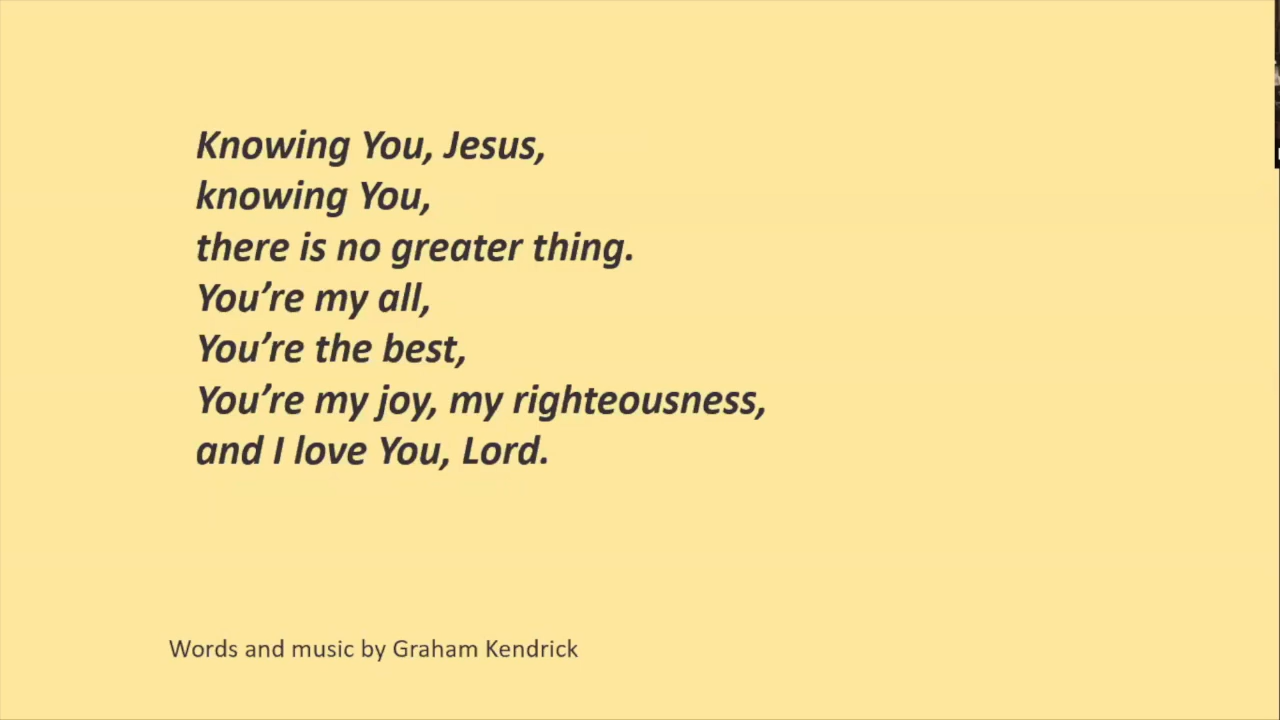 Knowing You, Jesus,
knowing You,
there is no greater thing.
You’re my all,
You’re the best,
You’re my joy, my righteousness,
and I love You, Lord.
Words and music by Graham Kendrick